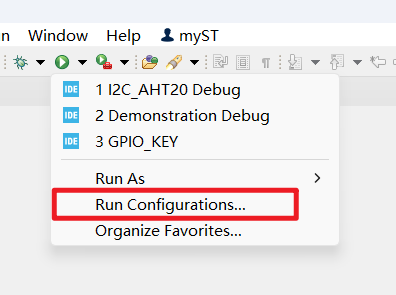 n Window Help myST
IDE 1 I2C_AHT20 Debug
IDE 2 Demonstration Debug
IDE 3 GPIO_KEY
Run As
Run Configurations...
Organize Favorites...